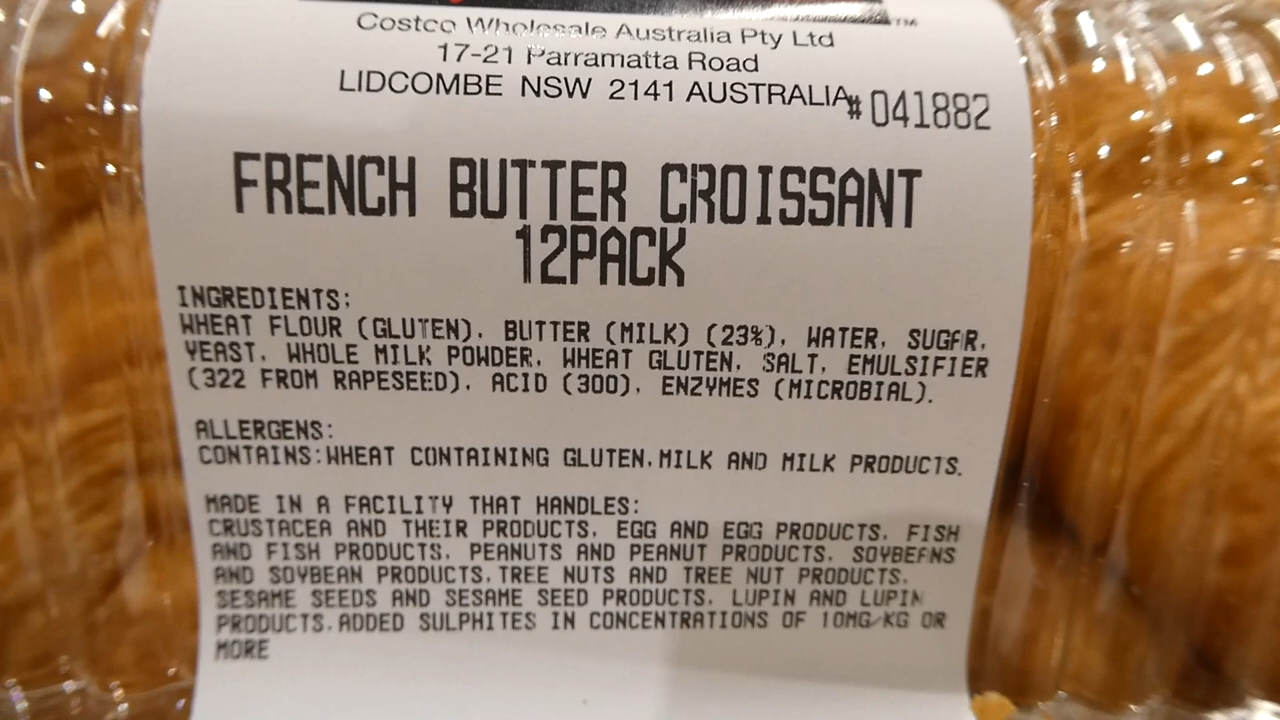 TM
Costco Wholesale Australia Pty Ltd
17-21 Parramatta Road
LIDCOMBE NSW 2141 AUSTRALIA
# 041882
FRENCH BUTTER CROISSANT
12PACK
INGREDIENTS:
WHEAT FLOUR (GLUTEN), BUTTER (MILK) (23%), WATER, SUGAR,
YEAST, WHOLE MILK POWDER, WHEAT GLUTEN, SALT, EMULSIFIER
(322 FROM RAPESEED), ACID (300), ENZYMES (MICROBIAL).
ALLERGENS:
CONTAINS:WHEAT CONTAINING GLUTEN,MILK AND MILK PRODUCTS.
MADE IN A FACILITY THAT HANDLES:
CRUSTACEA AND THEIR PRODUCTS, EGG AND EGG PRODUCTS, FISH
AND FISH PRODUCTS, PEANUTS AND PEANUT PRODUCTS, SOYBEANS
AND SOYBEAN PRODUCTS,TREE NUTS AND TREE NUT PRODUCTS,
SESAME SEEDS AND SESAME SEED PRODUCTS, LUPIN AND LUPIN
PRODUCTS,ADDED SULPHITES IN CONCENTRATIONS OF 10MG/KG OR
MORE